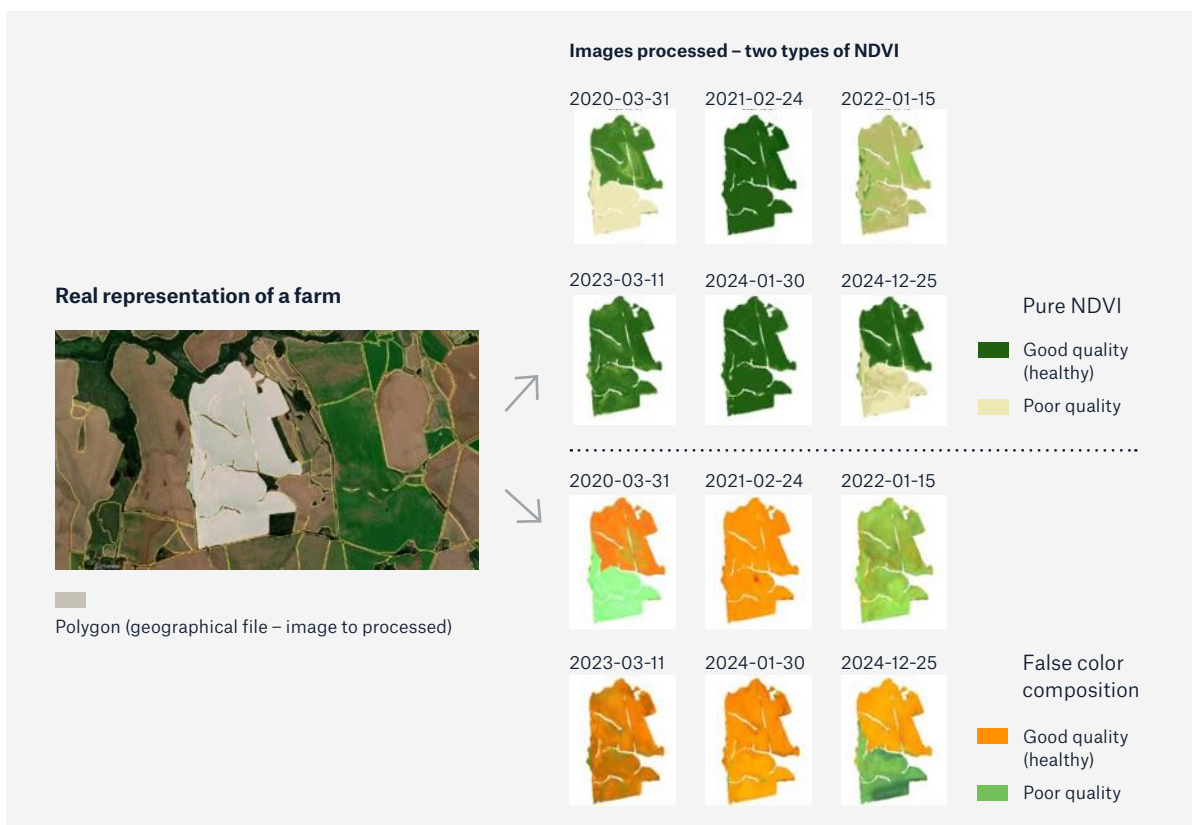 Images processed – two types of NDVI
2020-03-31 2021-02-24 2022-01-15
2023-03-11 2024-01-30 2024-12-25
Real representation of a farm
Pure NDVI
Good quality
(healthy)
Poor quality
2020-03-31 2021-02-24 2022-01-15
Polygon (geographical file – image to processed)
2023-03-11 2024-01-30 2024-12-25
False color
composition
Good quality
(healthy)
Poor quality